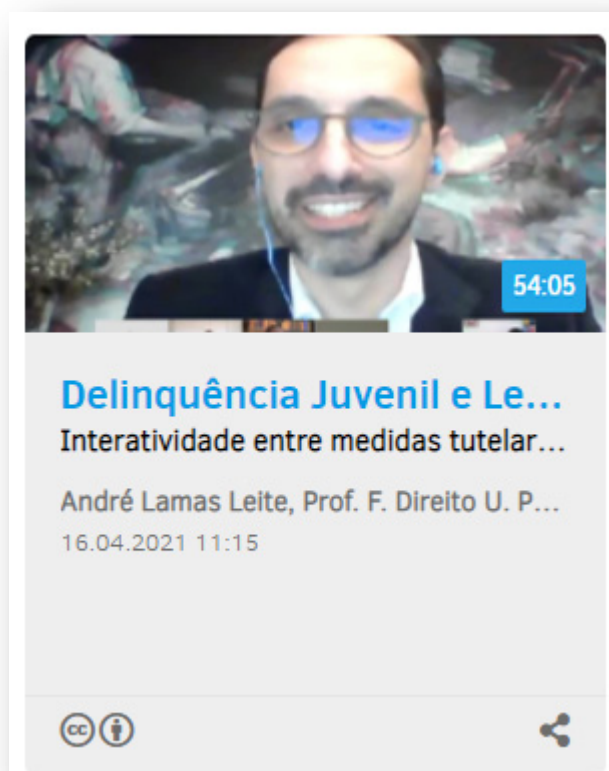 54:05
Delinquência Juvenil e Le...
Interatividade entre medidas tutelar...
André Lamas Leite, Prof. F. Direito U. P...
16.04.2021 11:15
cc